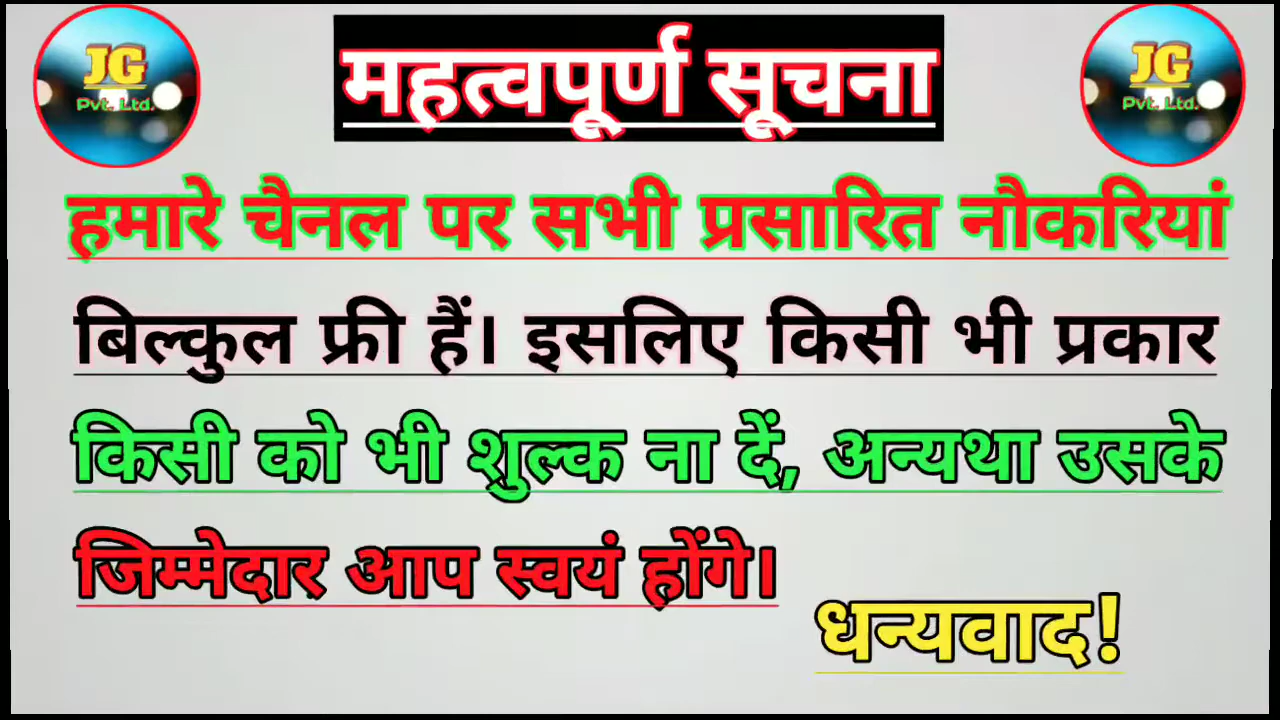 JG
Pvt. Ltd.
महत्वपूर्ण सूचना
JG
Pvt. Ltd.
हमारे चैनल पर सभी प्रसारित नौकरियां
बिल्कुल फ्री हैं। इसलिए किसी भी प्रकार
किसी को भी शुल्क ना दें, अन्यथा उसके
जिम्मेदार आप स्वयं होंगे।
धन्यवाद!